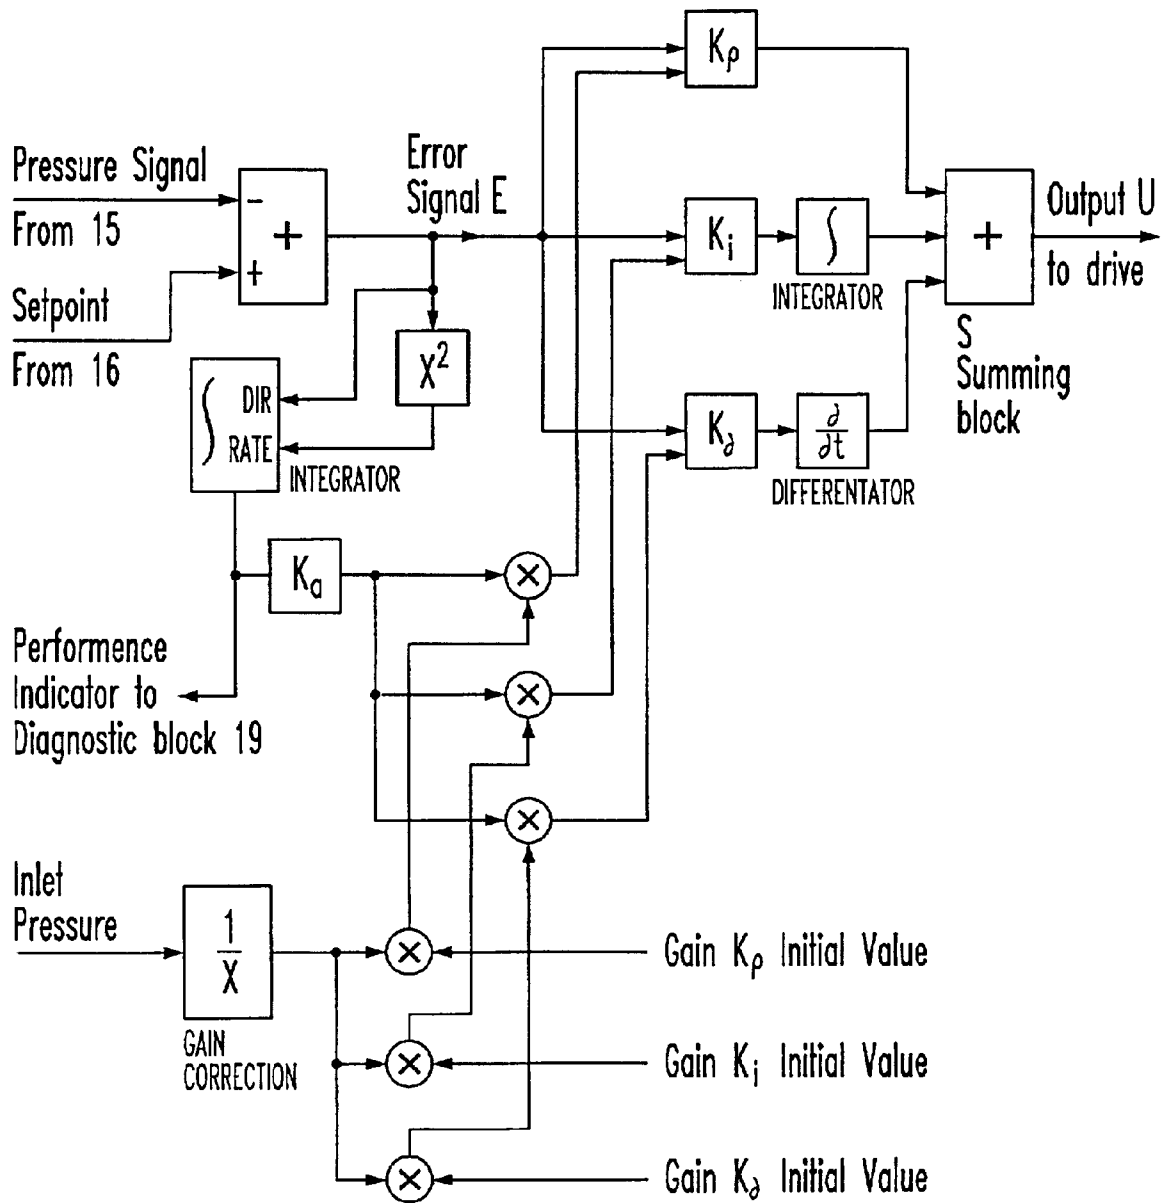 Kρ
Pressure Signal
From 15
Setpoint
From 16
−
+
+
Error
Signal E
Ki
∫
INTEGRATOR
+
Output U
to drive
S
Summing
block
X²
∫ DIR
RATE
INTEGRATOR
K∂
∂
∂t
DIFFERENTATOR
Ka
×
×
×
Performence
Indicator to
Diagnostic block 19
Inlet
Pressure
1
X
GAIN
CORRECTION
×
Gain Kρ Initial Value
×
Gain Ki Initial Value
×
Gain K∂ Initial Value